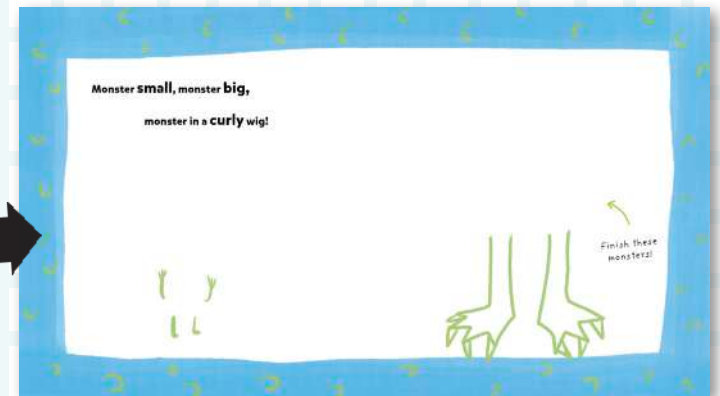 Monster small, monster big,
monster in a curly wig!
Finish these
monsters!